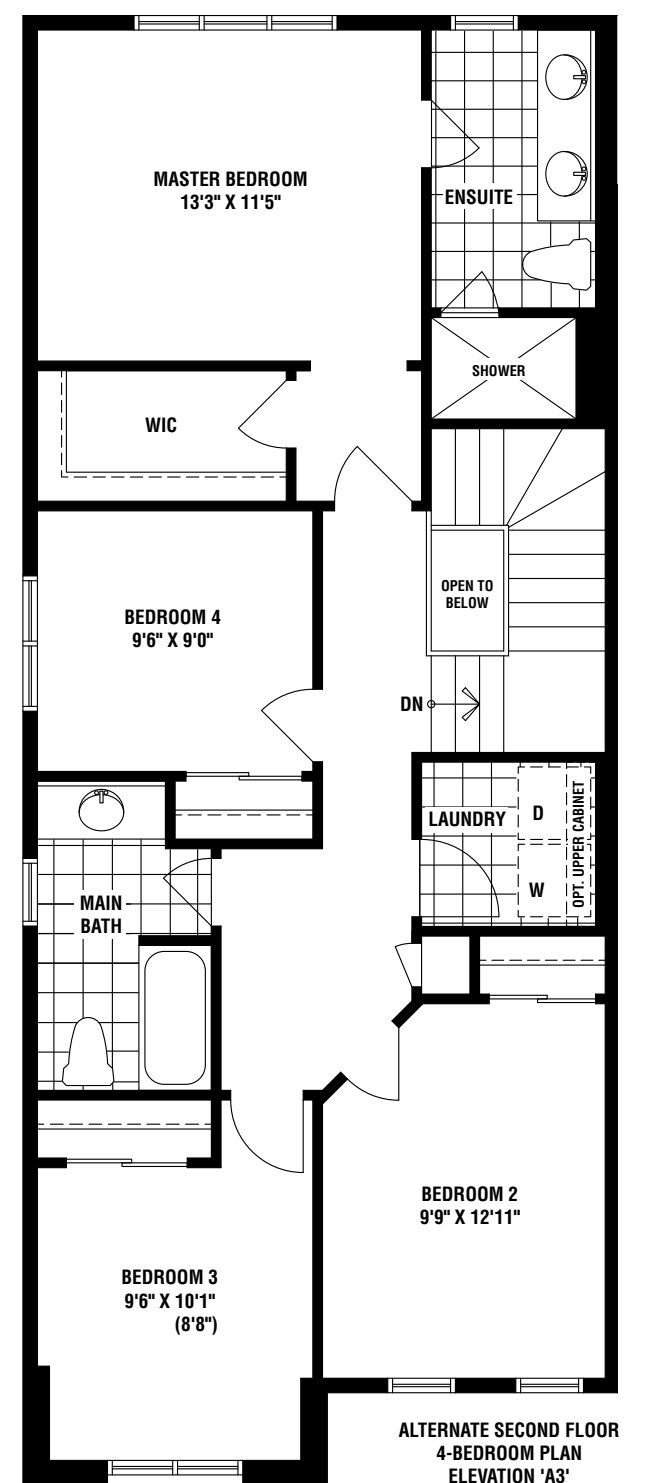 MASTER BEDROOM
13'3" X 11'5"
ENSUITE
SHOWER
WIC
OPEN TO
BELOW
BEDROOM 4
9'6" X 9'0"
DN
LAUNDRY
D
W
OPT. UPPER CABINET
MAIN
BATH
BEDROOM 2
9'9" X 12'11"
BEDROOM 3
9'6" X 10'1"
(8'8")
ALTERNATE SECOND FLOOR
4-BEDROOM PLAN
ELEVATION 'A3'